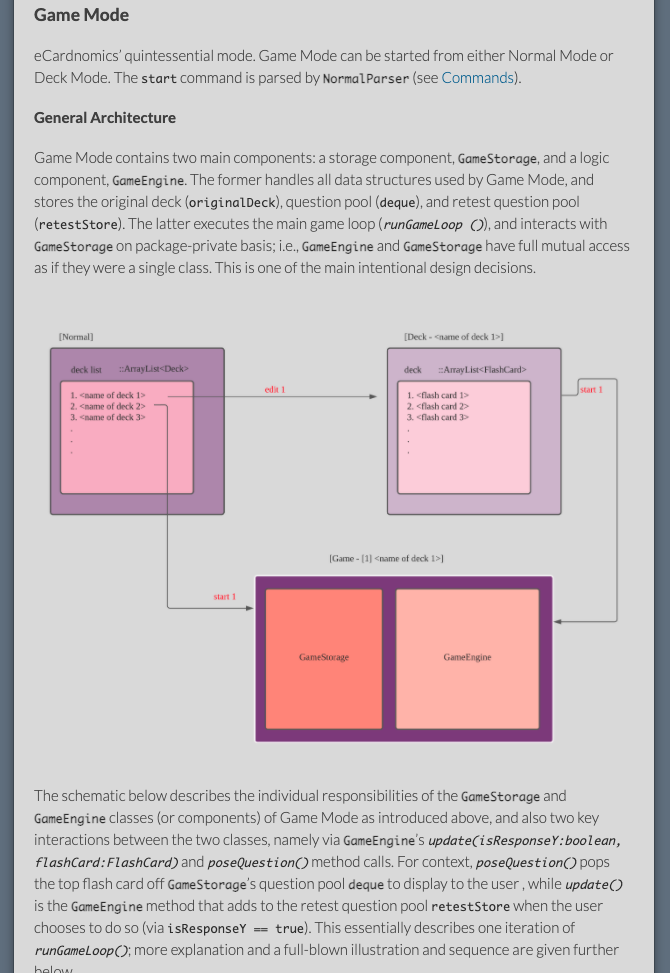 Game Mode
eCardnomics’ quintessential mode. Game Mode can be started from either Normal Mode or
Deck Mode. The start command is parsed by NormalParser (see Commands).
General Architecture
Game Mode contains two main components: a storage component, GameStorage, and a logic
component, GameEngine. The former handles all data structures used by Game Mode, and
stores the original deck (originalDeck), question pool (deque), and retest question pool
(retestStore). The latter executes the main game loop (runGameLoop ()), and interacts with
GameStorage on package-private basis; i.e., GameEngine and GameStorage have full mutual access
as if they were a single class. This is one of the main intentional design decisions.
[Normal]
deck list ::ArrayList<Deck>
1. <name of deck 1>
2. <name of deck 2>
3. <name of deck 3>
.
.
.
edit 1
[Deck - <name of deck 1>]
deck ::ArrayList<FlashCard>
1. <flash card 1>
2. <flash card 2>
3. <flash card 3>
.
.
.
start 1
[Game - [1] <name of deck 1>]
start 1
GameStorage
GameEngine
The schematic below describes the individual responsibilities of the GameStorage and
GameEngine classes (or components) of Game Mode as introduced above, and also two key
interactions between the two classes, namely via GameEngine’s update(isResponseY:boolean,
flashCard:FlashCard) and poseQuestion() method calls. For context, poseQuestion() pops
the top flash card off GameStorage’s question pool deque to display to the user , while update()
is the GameEngine method that adds to the retest question pool retestStore when the user
chooses to do so (via isResponseY == true). This essentially describes one iteration of
runGameLoop(); more explanation and a full-blown illustration and sequence are given further
below.